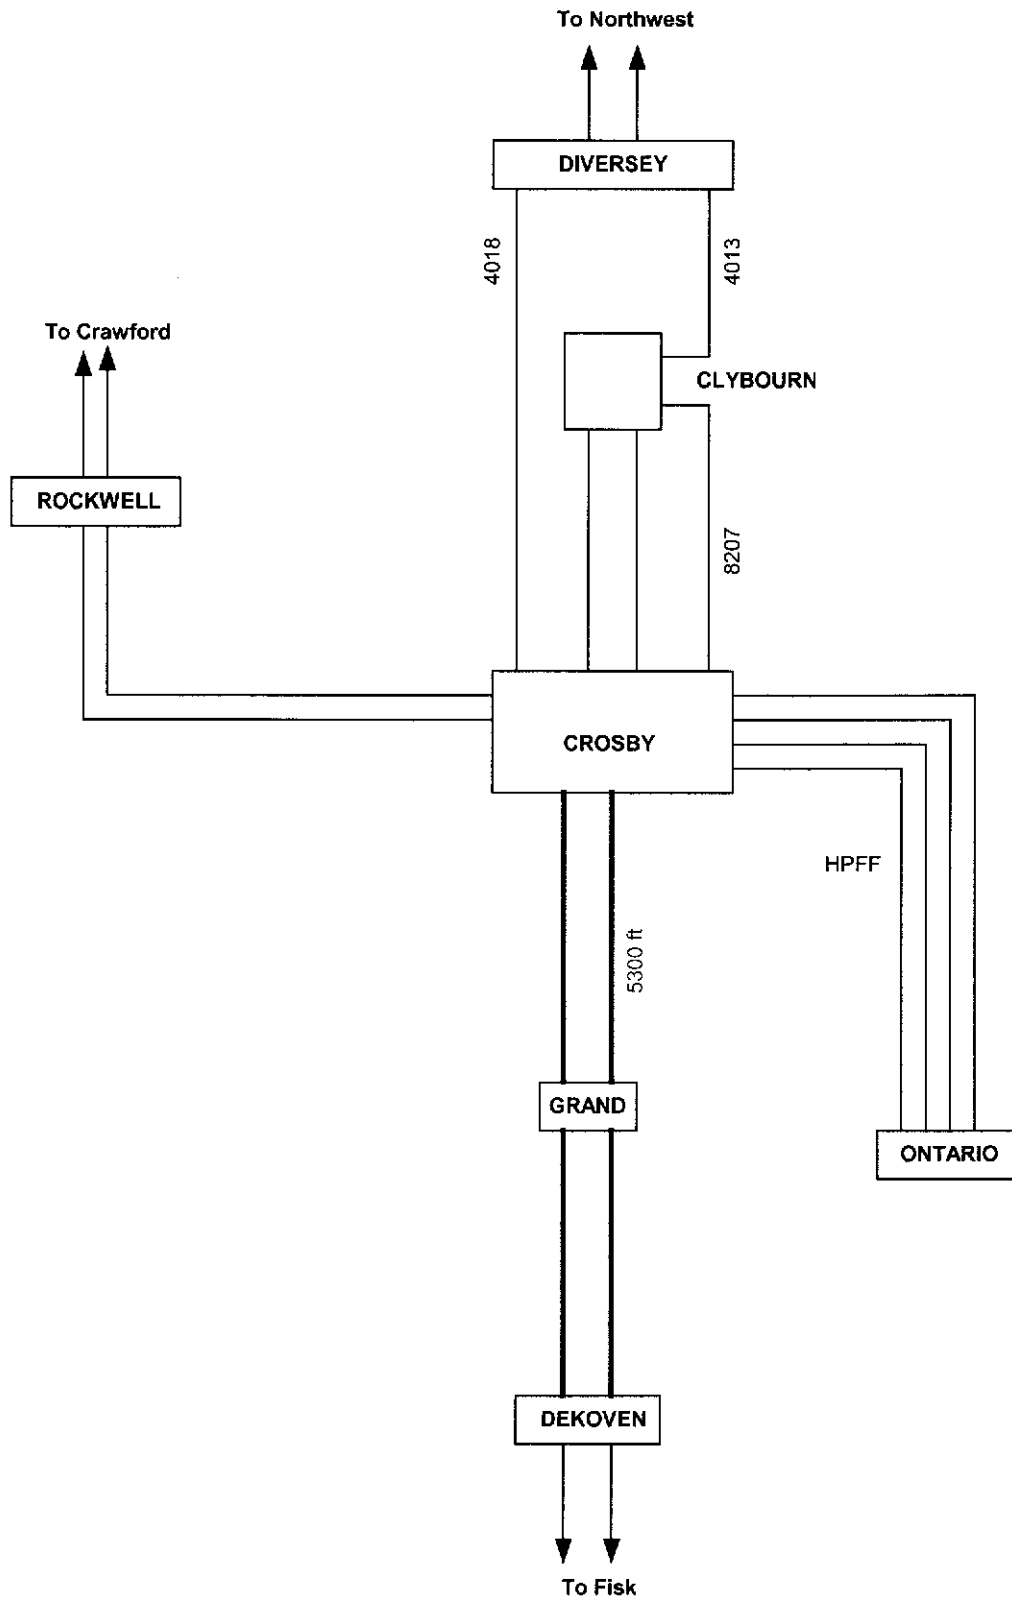 To Northwest
DIVERSEY
4018
4013
To Crawford
CLYBOURN
ROCKWELL
8207
CROSBY
HPFF
5300 ft
GRAND
ONTARIO
DEKOVEN
To Fisk